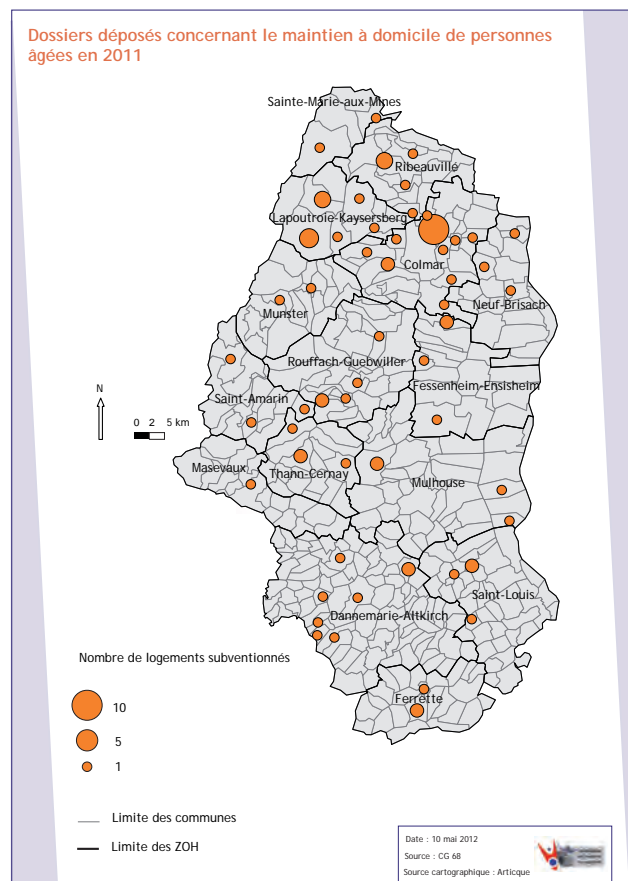 Dossiers déposés concernant le maintien à domicile de personnes
âgées en 2011
Sainte-Marie-aux-Mines
Ribeauvillé
Lapoutroie-Kaysersberg
Colmar
Neuf-Brisach
Munster
Rouffach-Guebwiller
Fessenheim-Ensisheim
Saint-Amarin
N
0 2 5 km
Masevaux
Thann-Cernay
Mulhouse
Saint-Louis
Dannemarie-Altkirch
Ferrette
Nombre de logements subventionnés
10
5
1
Limite des communes
Limite des ZOH
Date : 10 mai 2012
Source : CG 68
Source cartographique : Articque